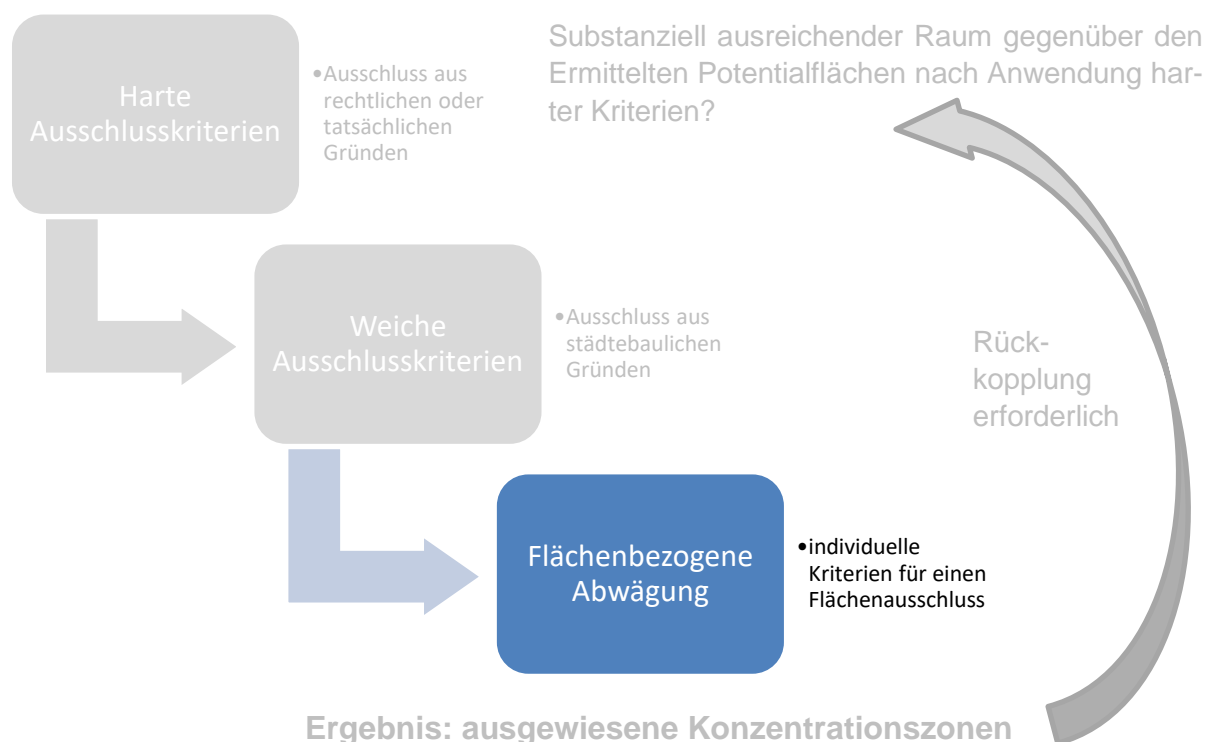 Substanziell ausreichender Raum gegenüber den
Ermittelten Potentialflächen nach Anwendung har-
ter Kriterien?
Harte
Ausschlusskriterien
•Ausschluss aus
rechtlichen oder
tatsächlichen
Gründen
Weiche
Ausschlusskriterien
•Ausschluss aus
städtebaulichen
Gründen
Rück-
kopplung
erforderlich
Flächenbezogene
Abwägung
•individuelle
Kriterien für einen
Flächenausschluss
Ergebnis: ausgewiesene Konzentrationszonen